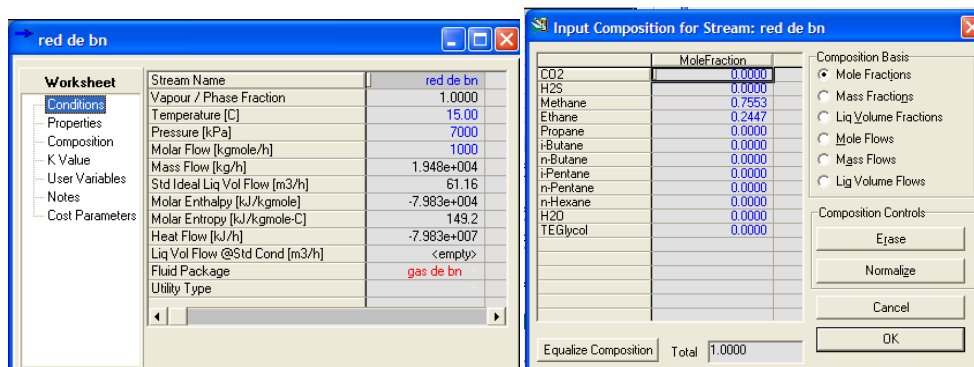 red de bn
Worksheet
Conditions
Properties
Composition
K Value
User Variables
Notes
Cost Parameters
Stream Name red de bn
Vapour / Phase Fraction 1.0000
Temperature [C] 15.00
Pressure [kPa] 7000
Molar Flow [kgmole/h] 1000
Mass Flow [kg/h] 1.948e+004
Std Ideal Liq Vol Flow [m3/h] 61.16
Molar Enthalpy [kJ/kgmole] -7.983e+004
Molar Entropy [kJ/kgmole-C] 149.2
Heat Flow [kJ/h] -7.983e+007
Liq Vol Flow @Std Cond [m3/h] <empty>
Fluid Package gas de bn
Utility Type
Input Composition for Stream: red de bn
MoleFraction
CO2 0.0000
H2S 0.0000
Methane 0.7553
Ethane 0.2447
Propane 0.0000
i-Butane 0.0000
n-Butane 0.0000
i-Pentane 0.0000
n-Pentane 0.0000
n-Hexane 0.0000
H2O 0.0000
TEGlycol 0.0000
Equalize Composition Total 1.0000
Composition Basis
Mole Fractions
Mass Fractions
Liq Volume Fractions
Mole Flows
Mass Flows
Liq Volume Flows
Composition Controls
Erase
Normalize
Cancel
OK